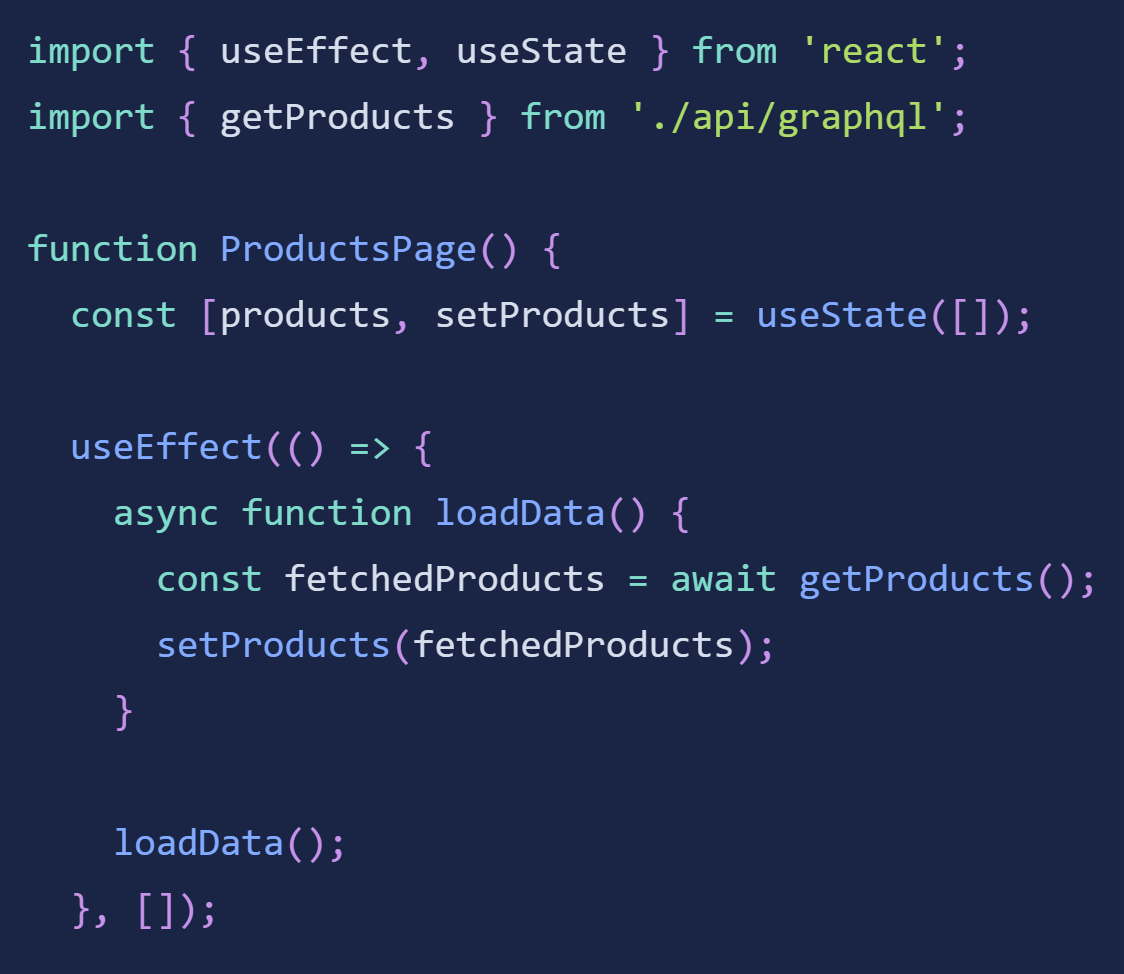 import { useEffect, useState } from 'react';
import { getProducts } from './api/graphql';
function ProductsPage() {
const [products, setProducts] = useState([]);
useEffect(() => {
async function loadData() {
const fetchedProducts = await getProducts();
setProducts(fetchedProducts);
}
loadData();
}, []);